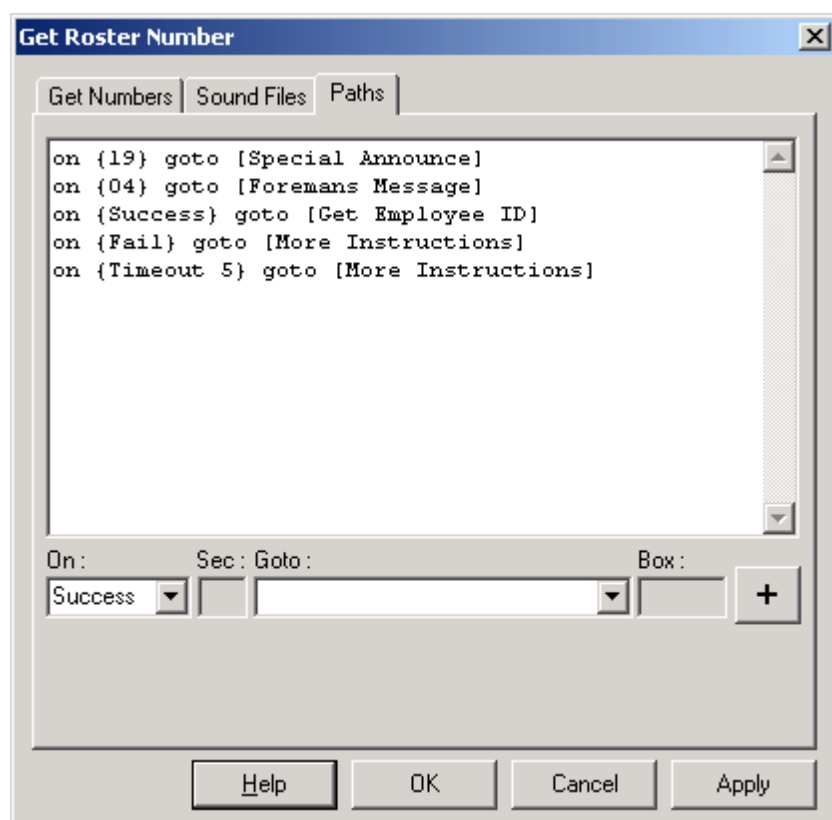 Get Roster Number
Get Numbers Sound Files Paths
on {19} goto [Special Announce]
on {04} goto [Foremans Message]
on {Success} goto [Get Employee ID]
on {Fail} goto [More Instructions]
on {Timeout 5} goto [More Instructions]
On : Sec : Goto : Box :
Success +
Help OK Cancel Apply